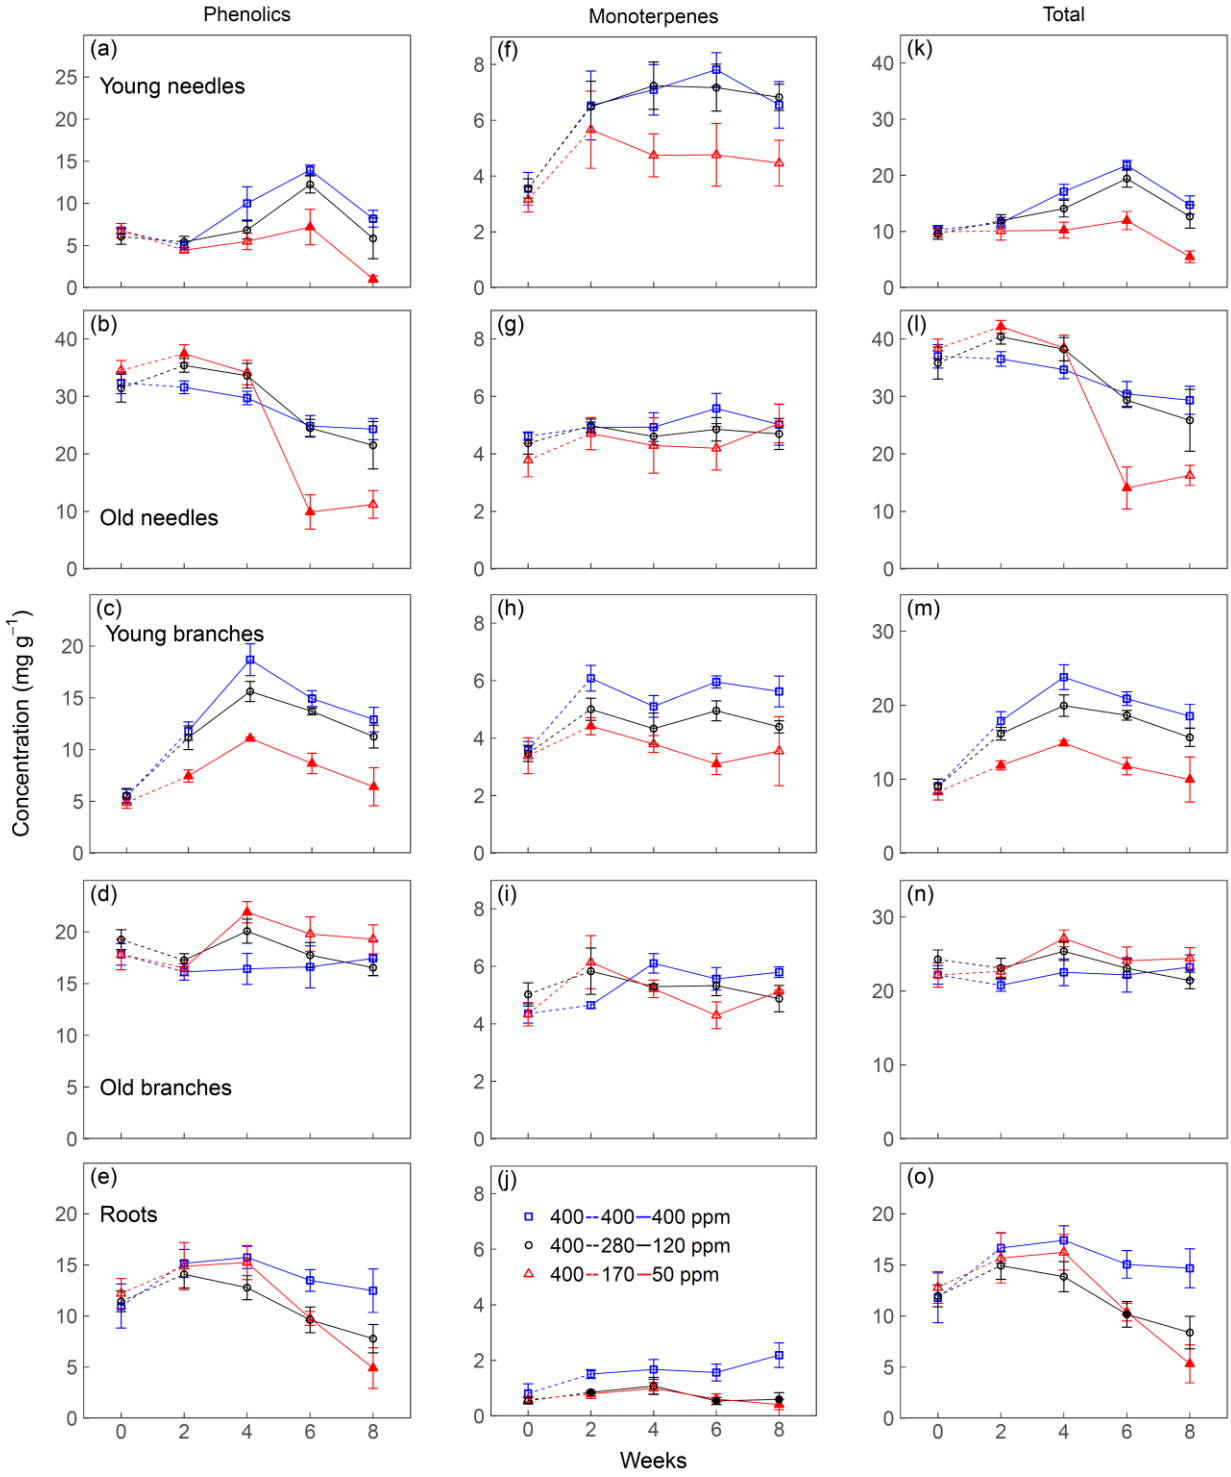 Phenolics
Monoterpenes
Total
(a)
Young needles
25
20
15
10
5
0
(f)
8
6
4
2
0
(k)
40
30
20
10
0
(b)
Old needles
40
30
20
10
0
(g)
8
6
4
2
0
(l)
40
30
20
10
0
Concentration (mg g⁻¹)
(c)
Young branches
20
15
10
5
0
(h)
8
6
4
2
0
(m)
30
20
10
0
(d)
Old branches
20
15
10
5
0
(i)
8
6
4
2
0
(n)
30
20
10
0
(e)
Roots
20
15
10
5
0
0 2 4 6 8
(j)
400--400—400 ppm
400--280—120 ppm
400--170—50 ppm
8
6
4
2
0
0 2 4 6 8
Weeks
(o)
20
15
10
5
0
0 2 4 6 8